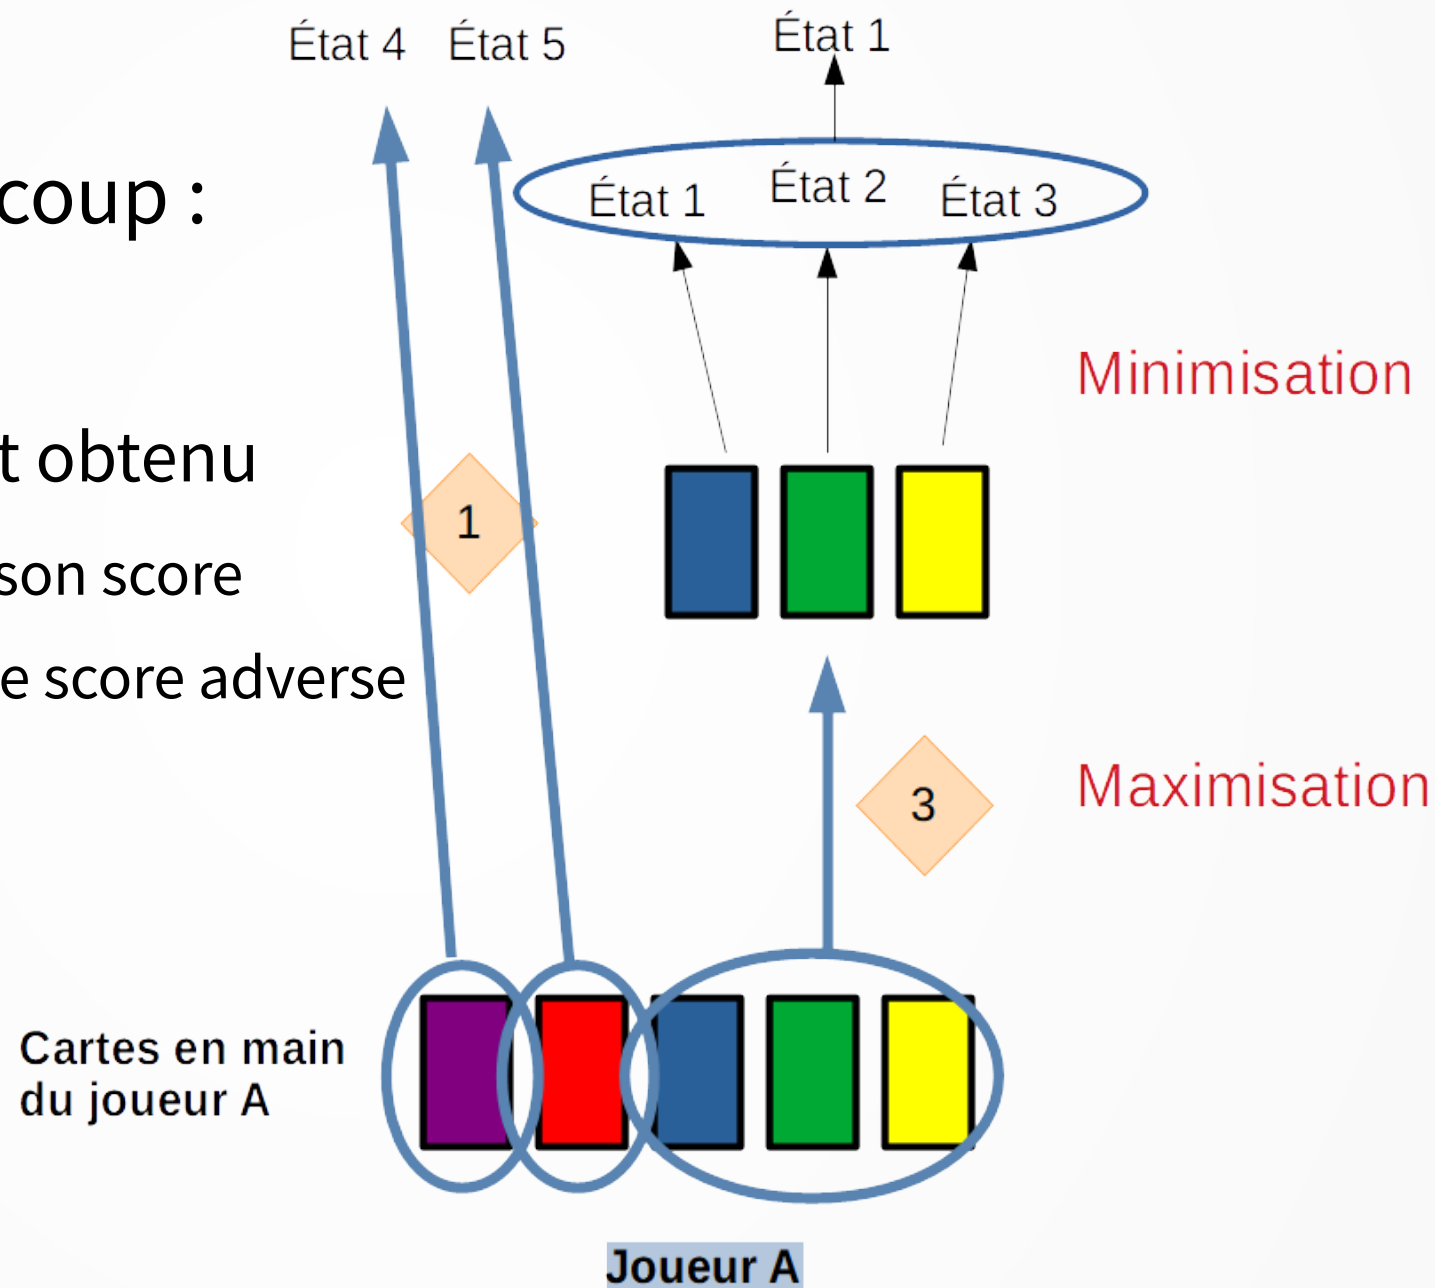 État 4
État 5
État 1
coup :
État 1
État 2
État 3
Minimisation
t obtenu
1
son score
e score adverse
Maximisation
3
Cartes en main
du joueur A
Joueur A